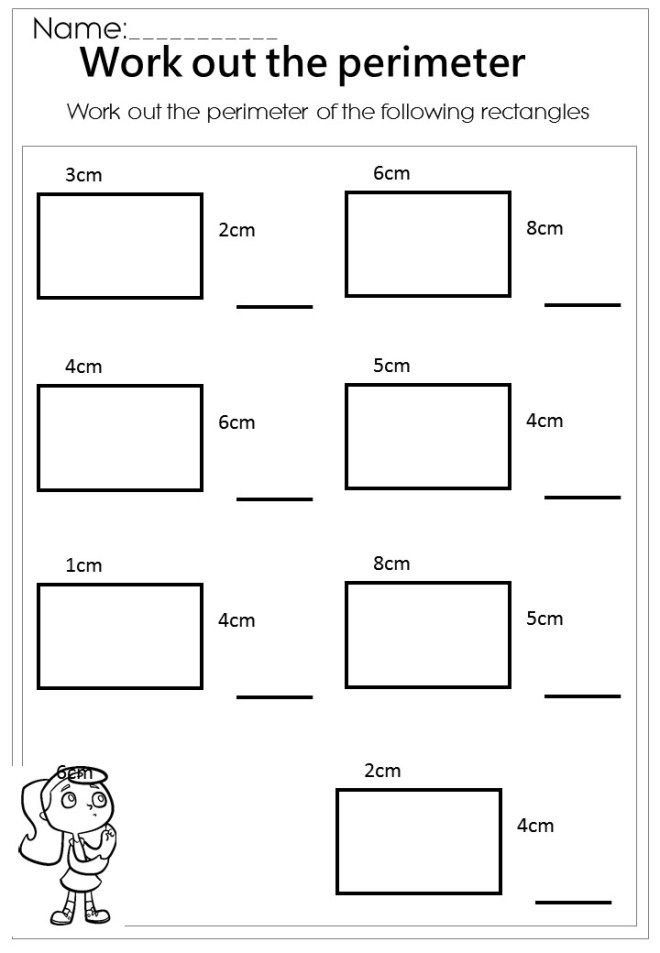 Name:___________
Work out the perimeter
Work out the perimeter of the following rectangles
3cm
2cm
6cm
8cm
4cm
6cm
5cm
4cm
1cm
4cm
8cm
5cm
6cm
2cm
4cm